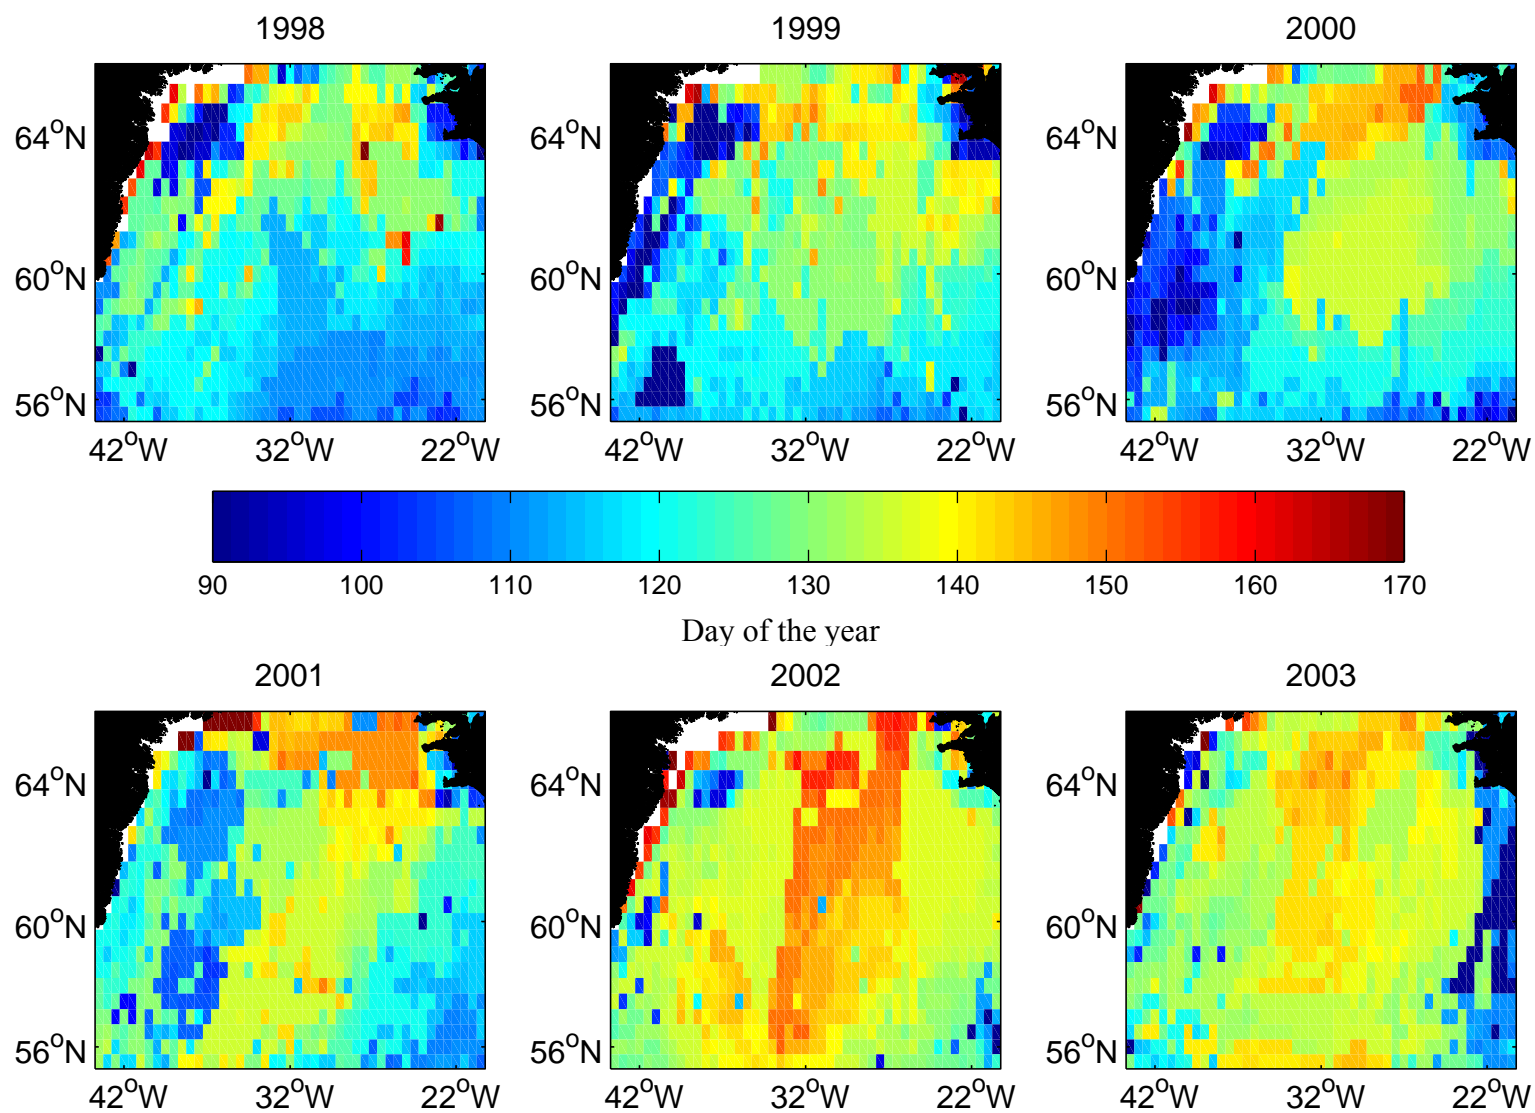 1998 1999 2000
64°N 64°N 64°N
60°N 60°N 60°N
56°N 56°N 56°N
42°W 32°W 22°W 42°W 32°W 22°W 42°W 32°W 22°W
90 100 110 120 130 140 150 160 170
Day of the year
2001 2002 2003
64°N 64°N 64°N
60°N 60°N 60°N
56°N 56°N 56°N
42°W 32°W 22°W 42°W 32°W 22°W 42°W 32°W 22°W